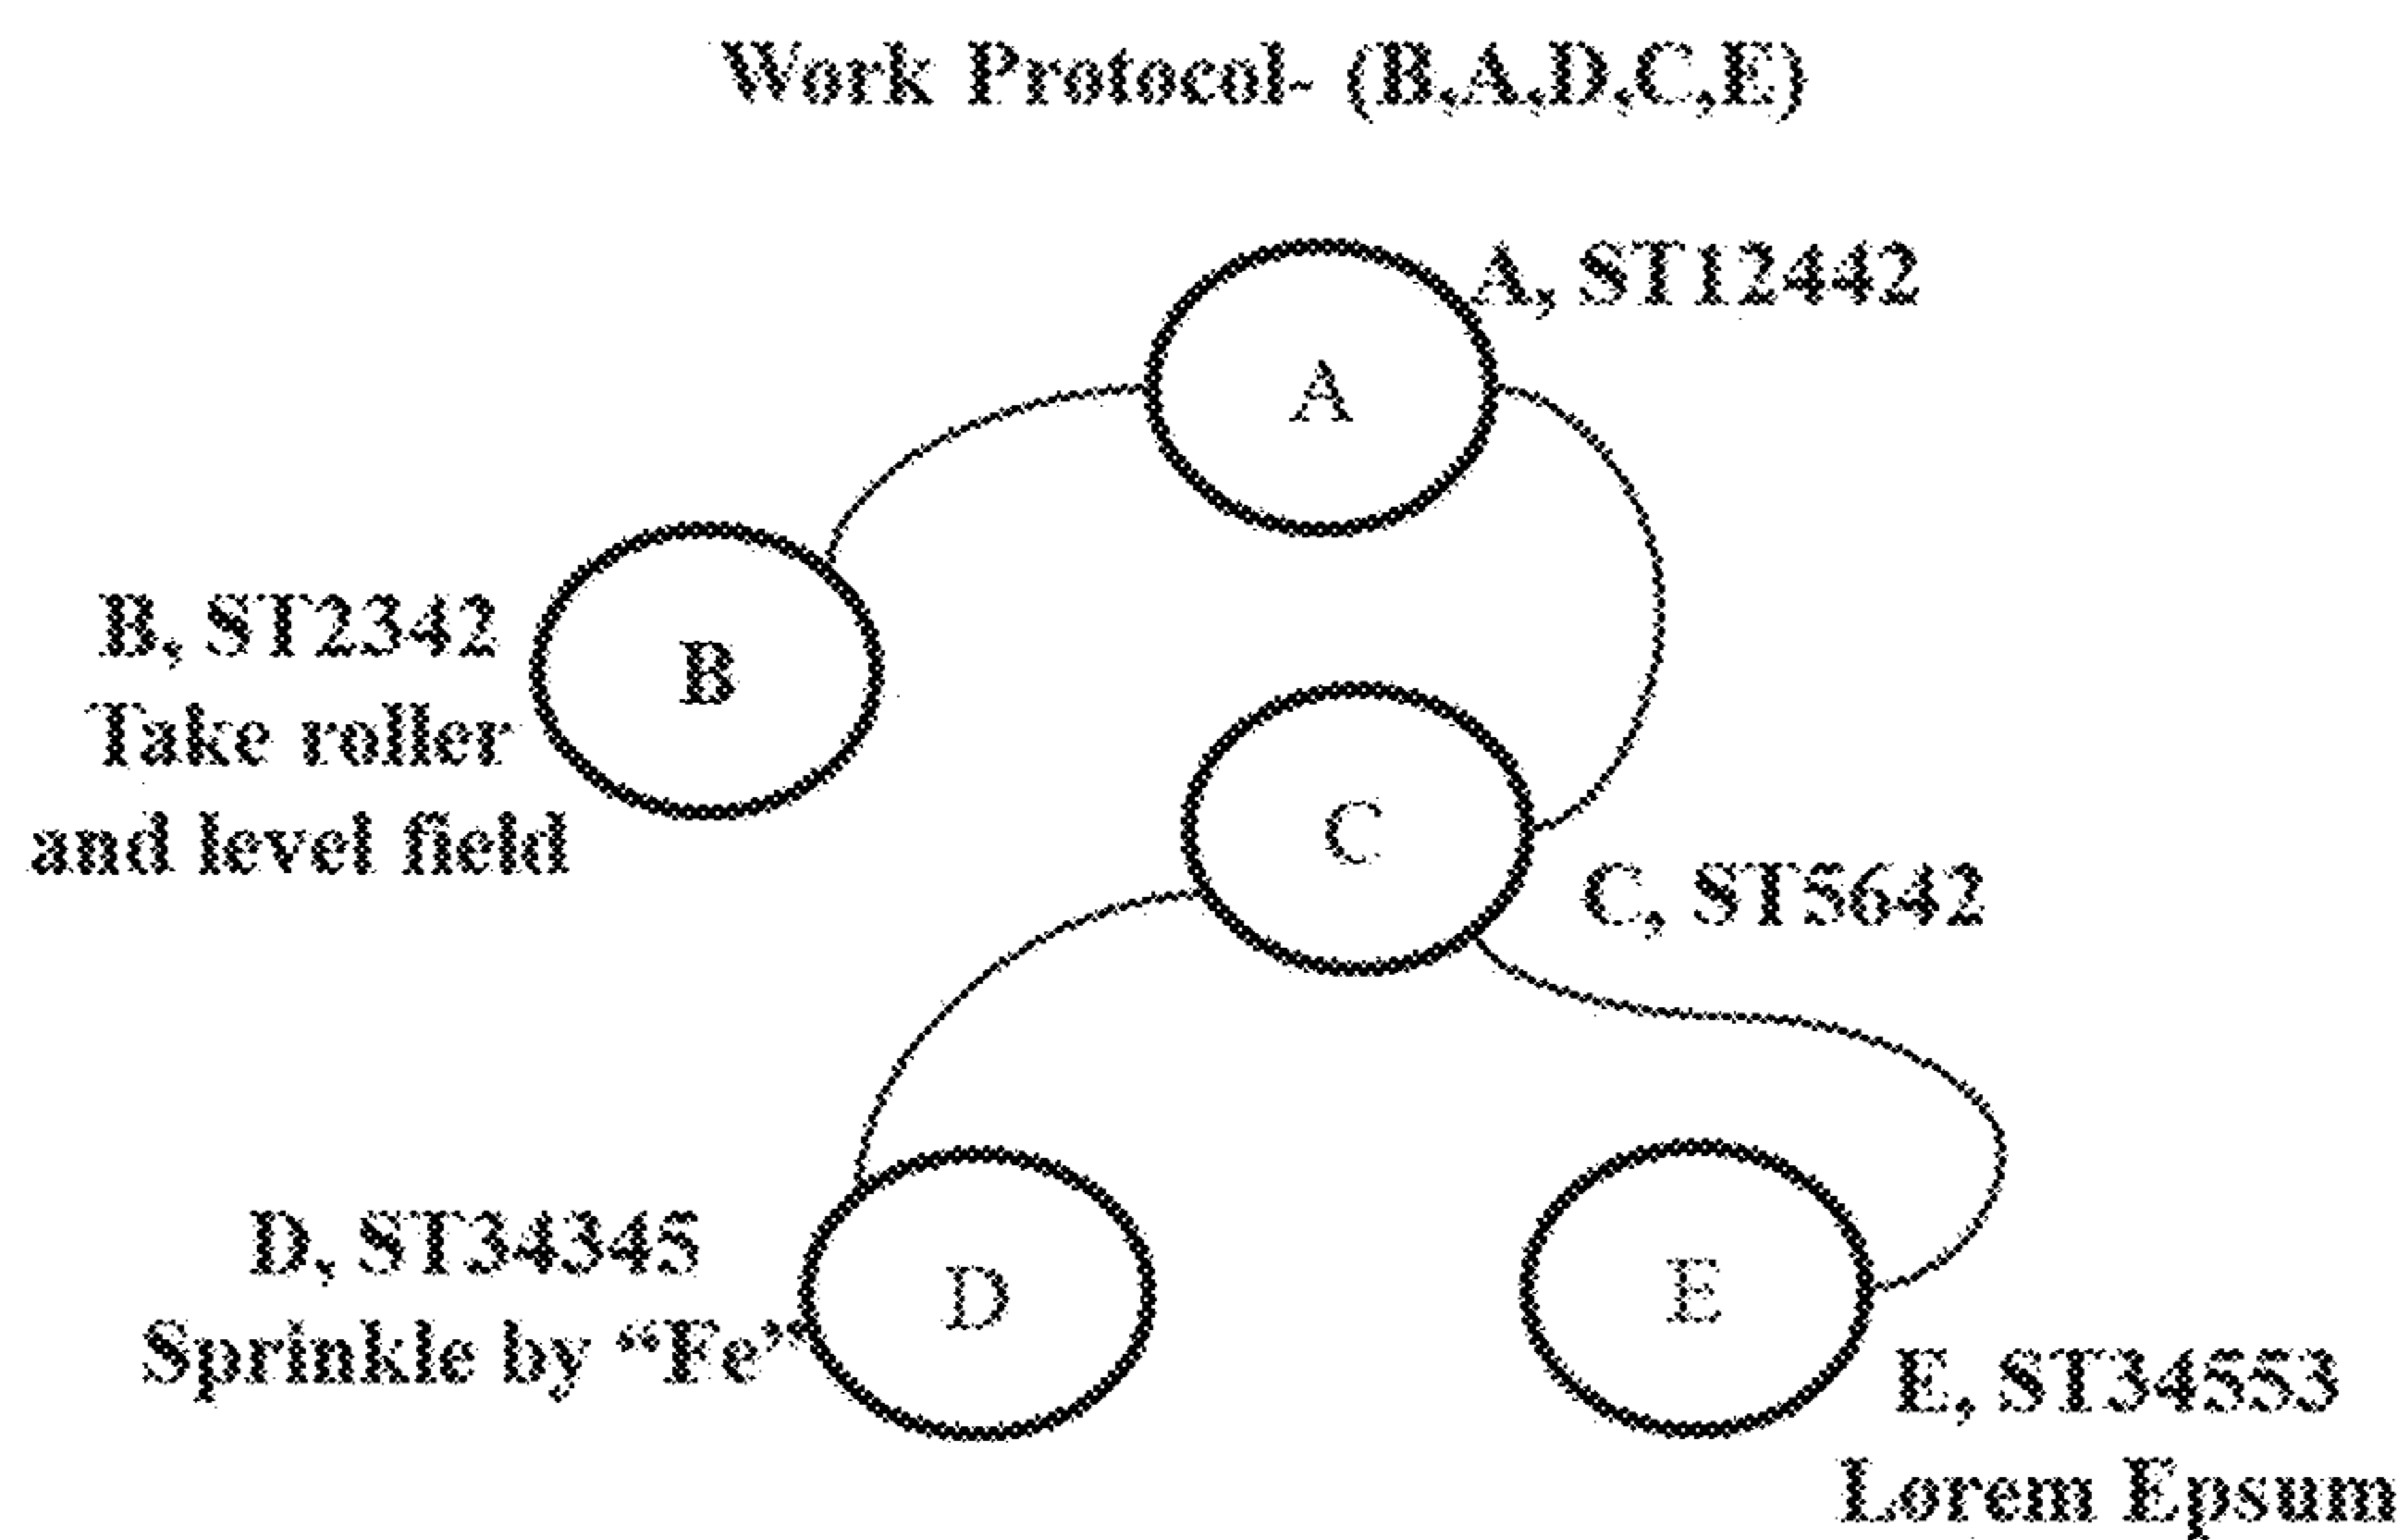 Work Protocol- (B,A,D,C,E)
A, ST12442
A
B, ST2342
Take roller
and level field
B
C
C, ST5642
D, ST34345
Sprinkle by “Fe”
D
E
E, ST34553
Lorem Epsum